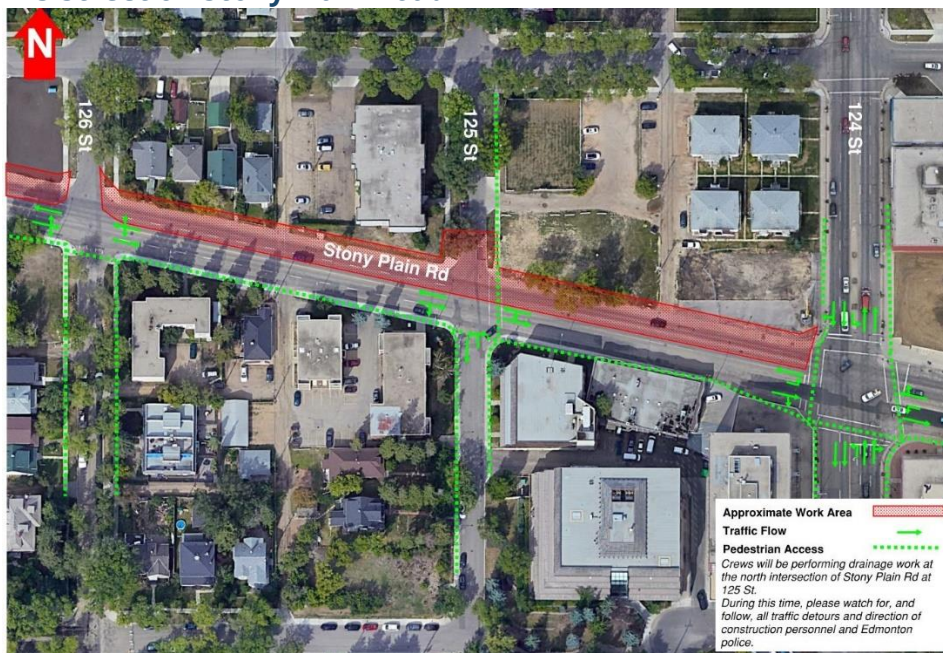 N
126 St
125 St
124 St
Stony Plain Rd
Approximate Work Area
Traffic Flow
Pedestrian Access
Crews will be performing drainage work at
the north intersection of Stony Plain Rd at
125 St.
During this time, please watch for, and
follow, all traffic detours and direction of
construction personnel and Edmonton
police.